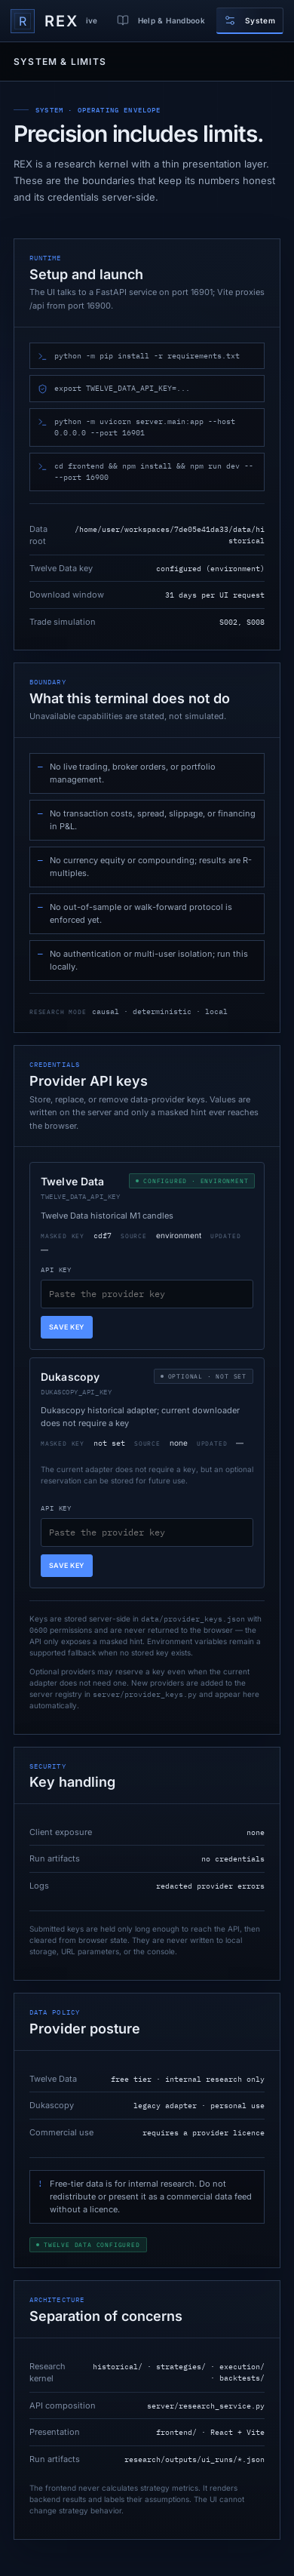 R REX ive Help & Handbook System
SYSTEM & LIMITS
SYSTEM · OPERATING ENVELOPE
Precision includes limits.
REX is a research kernel with a thin presentation layer.
These are the boundaries that keep its numbers honest
and its credentials server-side.
RUNTIME
Setup and launch
The UI talks to a FastAPI service on port 16901; Vite proxies
/api from port 16900.
python -m pip install -r requirements.txt
export TWELVE_DATA_API_KEY=...
python -m uvicorn server.main:app --host
0.0.0.0 --port 16901
cd frontend && npm install && npm run dev --
--port 16900
Data
root
/home/user/workspaces/7de05e41da33/data/hi
storical
Twelve Data key configured (environment)
Download window 31 days per UI request
Trade simulation S002, S008
BOUNDARY
What this terminal does not do
Unavailable capabilities are stated, not simulated.
— No live trading, broker orders, or portfolio
management.
— No transaction costs, spread, slippage, or financing
in P&L.
— No currency equity or compounding; results are R-
multiples.
— No out-of-sample or walk-forward protocol is
enforced yet.
— No authentication or multi-user isolation; run this
locally.
RESEARCH MODE causal · deterministic · local
CREDENTIALS
Provider API keys
Store, replace, or remove data-provider keys. Values are
written on the server and only a masked hint ever reaches
the browser.
Twelve Data CONFIGURED · ENVIRONMENT
TWELVE_DATA_API_KEY
Twelve Data historical M1 candles
MASKED KEY cdf7 SOURCE environment UPDATED
—
API KEY
Paste the provider key
SAVE KEY
Dukascopy OPTIONAL · NOT SET
DUKASCOPY_API_KEY
Dukascopy historical adapter; current downloader
does not require a key
MASKED KEY not set SOURCE none UPDATED —
The current adapter does not require a key, but an optional
reservation can be stored for future use.
API KEY
Paste the provider key
SAVE KEY
Keys are stored server-side in data/provider_keys.json with
0600 permissions and are never returned to the browser — the
API only exposes a masked hint. Environment variables remain a
supported fallback when no stored key exists.
Optional providers may reserve a key even when the current
adapter does not need one. New providers are added to the
server registry in server/provider_keys.py and appear here
automatically.
SECURITY
Key handling
Client exposure none
Run artifacts no credentials
Logs redacted provider errors
Submitted keys are held only long enough to reach the API, then
cleared from browser state. They are never written to local
storage, URL parameters, or the console.
DATA POLICY
Provider posture
Twelve Data free tier · internal research only
Dukascopy legacy adapter · personal use
Commercial use requires a provider licence
! Free-tier data is for internal research. Do not
redistribute or present it as a commercial data feed
without a licence.
TWELVE DATA CONFIGURED
ARCHITECTURE
Separation of concerns
Research
kernel
historical/ · strategies/ · execution/
· backtests/
API composition server/research_service.py
Presentation frontend/ · React + Vite
Run artifacts research/outputs/ui_runs/*.json
The frontend never calculates strategy metrics. It renders
backend results and labels their assumptions. The UI cannot
change strategy behavior.